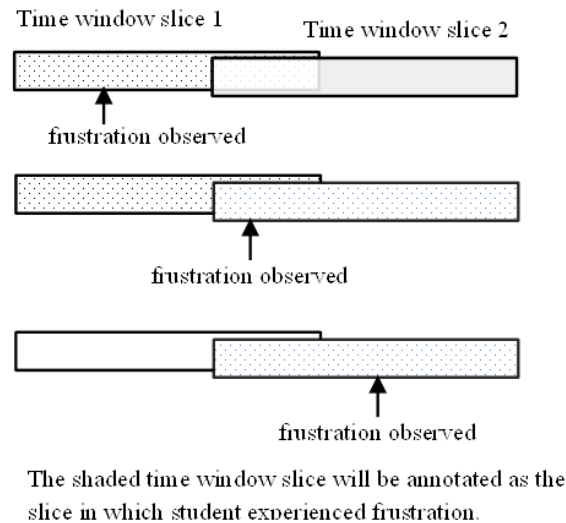 Time window slice 1
Time window slice 2
frustration observed
frustration observed
frustration observed
The shaded time window slice will be annotated as the
slice in which student experienced frustration.